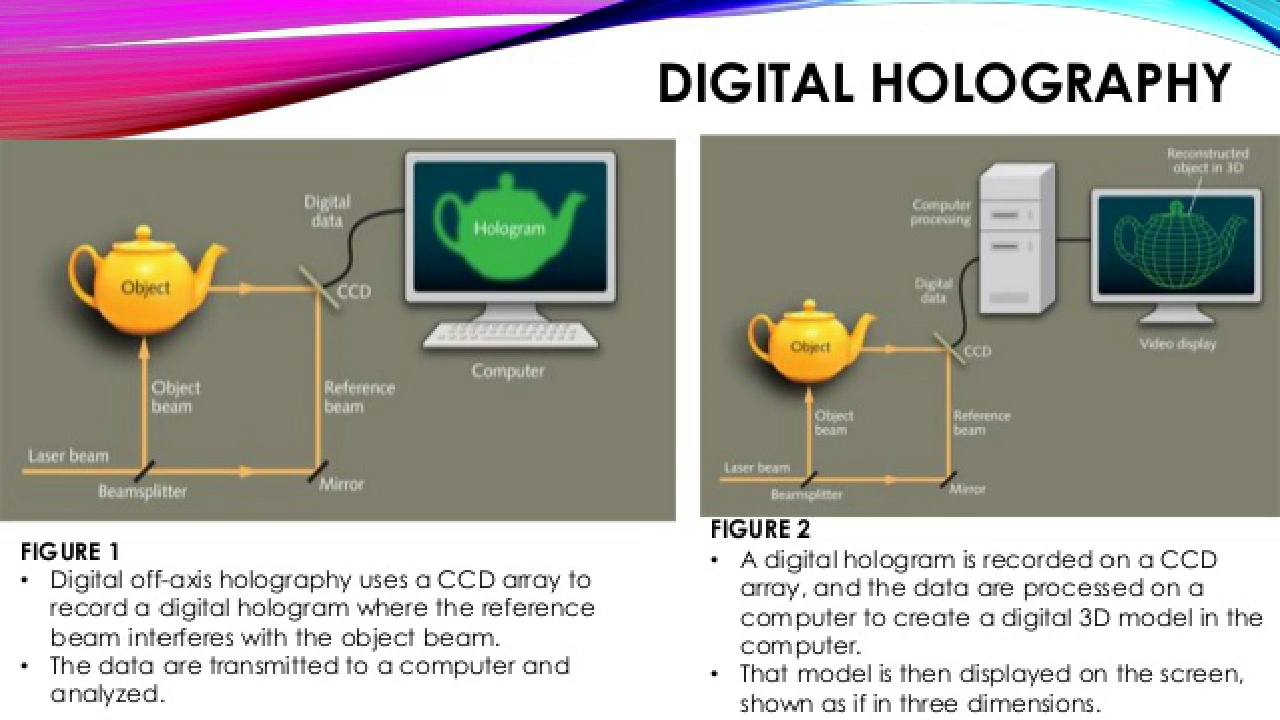 DIGITAL HOLOGRAPHY
Digital
data
Hologram
Object
CCD
Computer
Object
beam
Reference
beam
Laser beam
Beamsplitter
Mirror
Reconstructed
object in 3D
Computer
processing
Digital
data
Object
CCD
Video display
Object
beam
Reference
beam
Laser beam
Beamsplitter
Mirror
FIGURE 1
• Digital off-axis holography uses a CCD array to
record a digital hologram where the reference
beam interferes with the object beam.
• The data are transmitted to a computer and
analyzed.
FIGURE 2
• A digital hologram is recorded on a CCD
array, and the data are processed on a
computer to create a digital 3D model in the
computer.
• That model is then displayed on the screen,
shown as if in three dimensions.